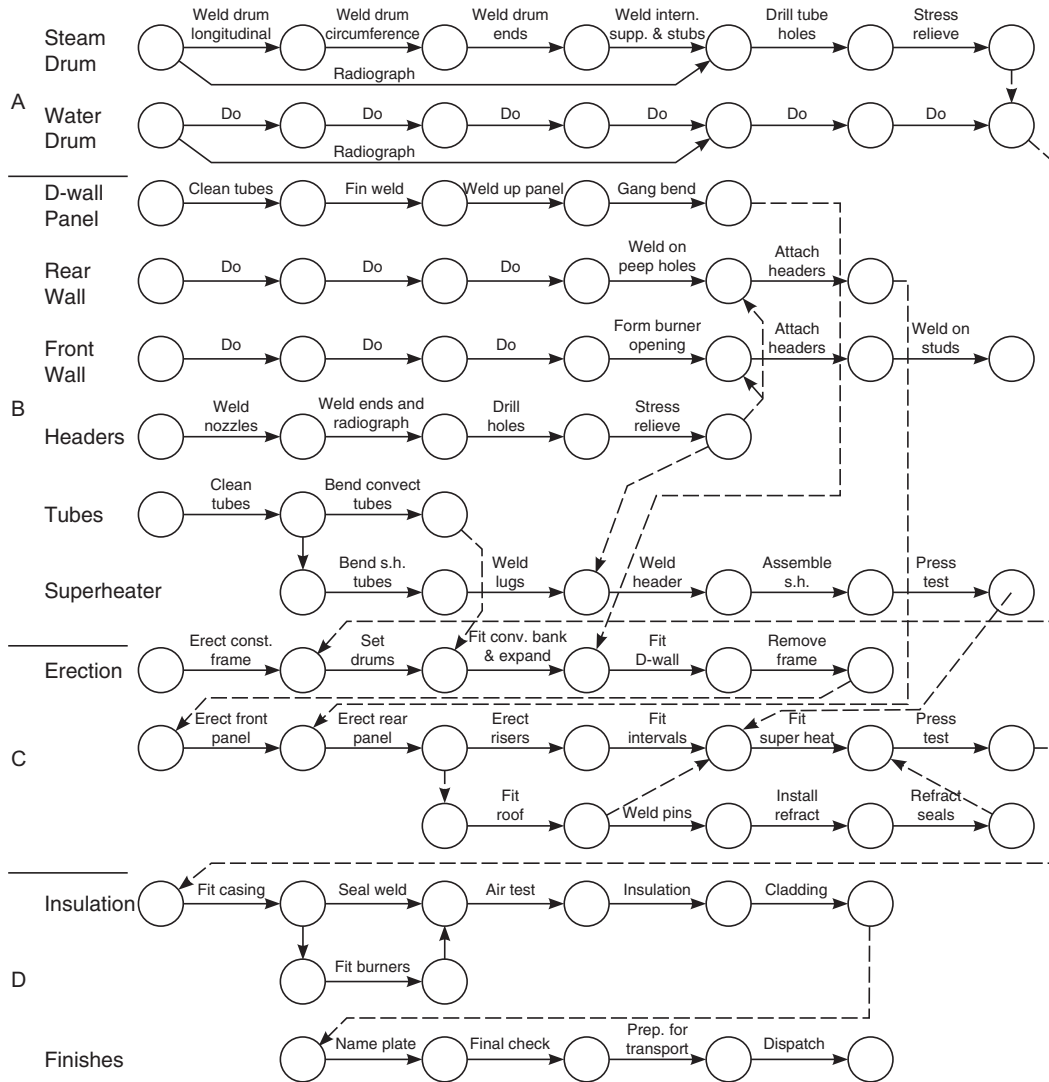 Steam
Drum
Weld drum
longitudinal
Weld drum
circumference
Weld drum
ends
Weld intern.
supp. & stubs
Drill tube
holes
Stress
relieve
Radiograph
A
Water
Drum
Do
Do
Do
Do
Do
Do
Radiograph
D-wall
Panel
Clean tubes
Fin weld
Weld up panel
Gang bend
Rear
Wall
Do
Do
Do
Weld on
peep holes
Attach
headers
Front
Wall
Do
Do
Do
Form burner
opening
Attach
headers
Weld on
studs
B
Headers
Weld
nozzles
Weld ends and
radiograph
Drill
holes
Stress
relieve
Tubes
Clean
tubes
Bend convect
tubes
Superheater
Bend s.h.
tubes
Weld
lugs
Weld
header
Assemble
s.h.
Press
test
Erection
Erect const.
frame
Set
drums
Fit conv. bank
& expand
Fit
D-wall
Remove
frame
C
Erect front
panel
Erect rear
panel
Erect
risers
Fit
intervals
Fit
super heat
Press
test
Fit
roof
Weld pins
Install
refract
Refract
seals
Insulation
Fit casing
Seal weld
Air test
Insulation
Cladding
D
Fit burners
Finishes
Name plate
Final check
Prep. for
transport
Dispatch